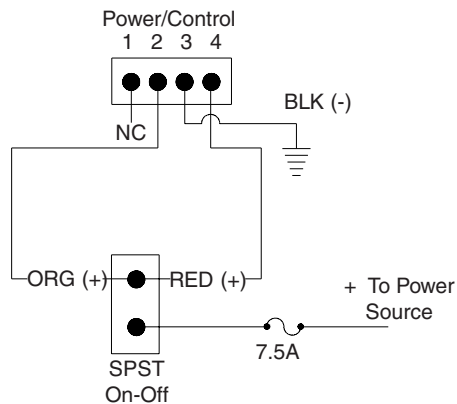 Power/Control
1 2 3 4
BLK (-)
NC
ORG (+) RED (+)
+ To Power
Source
7.5A
SPST
On-Off